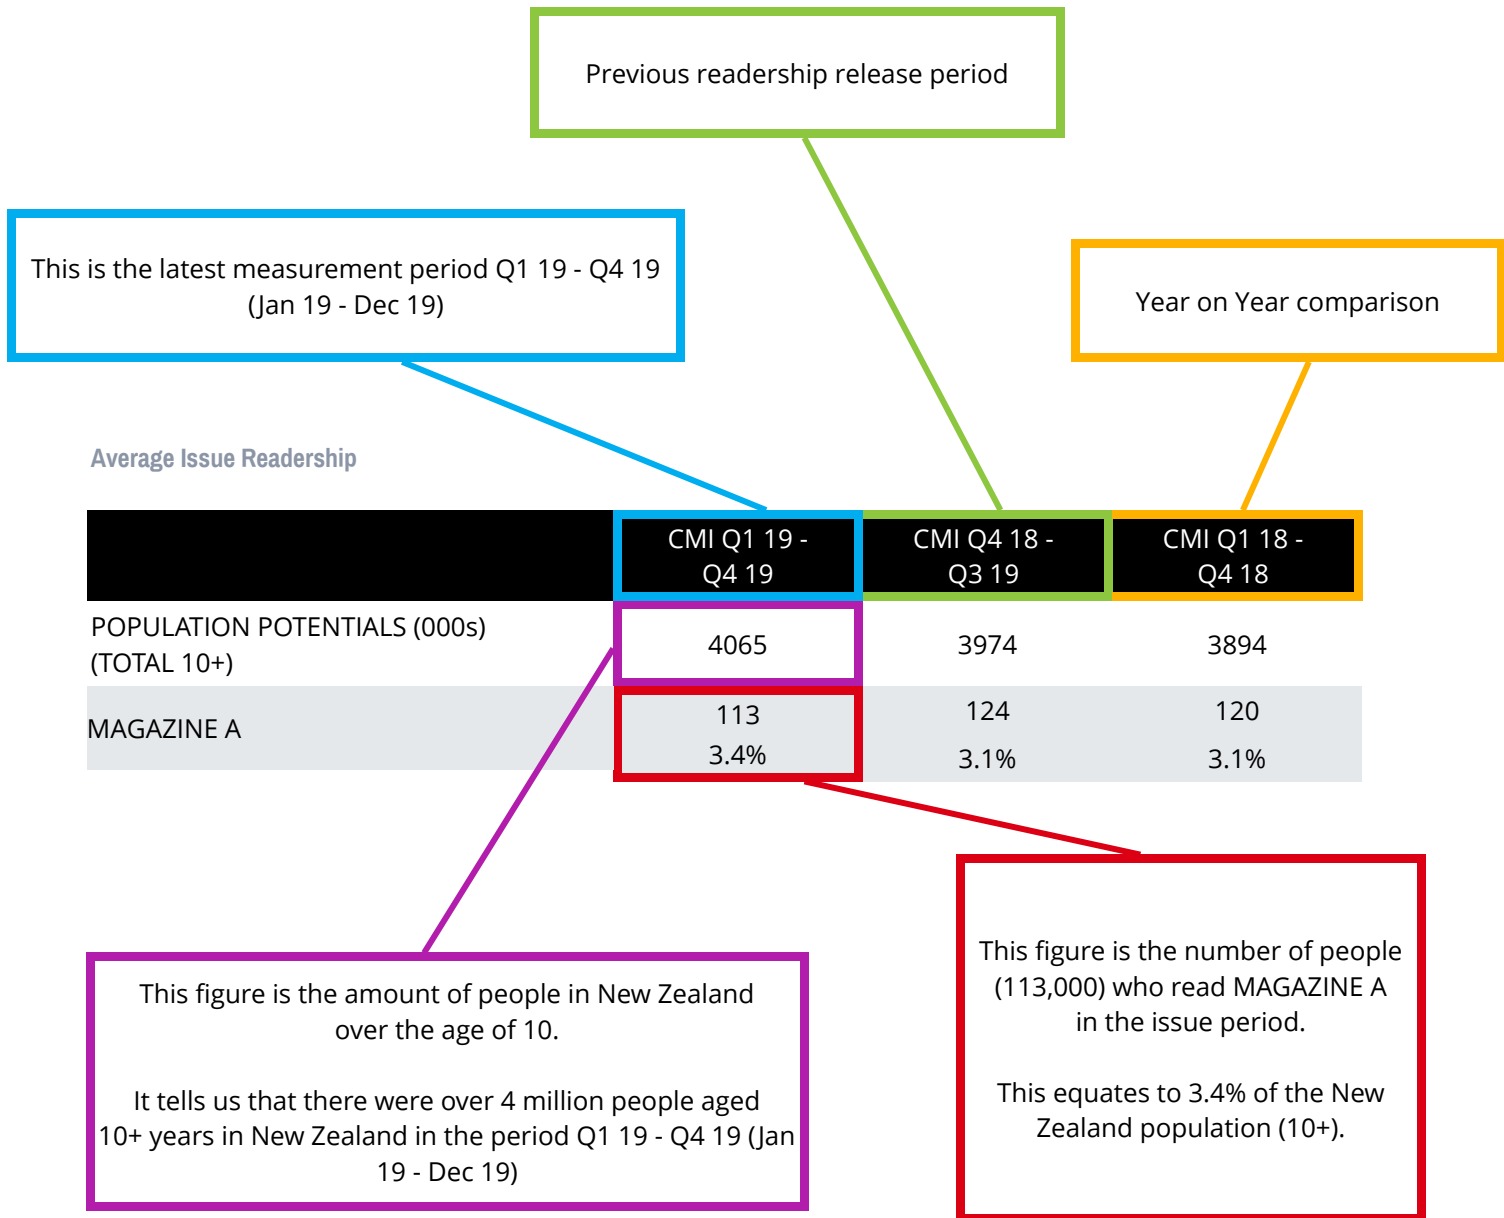 Previous readership release period
This is the latest measurement period Q1 19 - Q4 19
(Jan 19 - Dec 19)
Year on Year comparison
Average Issue Readership
CMI Q1 19 -
Q4 19
CMI Q4 18 -
Q3 19
CMI Q1 18 -
Q4 18
POPULATION POTENTIALS (000s)
(TOTAL 10+)
4065
3974
3894
MAGAZINE A
113
124
120
3.4%
3.1%
3.1%
This figure is the amount of people in New Zealand
over the age of 10.
It tells us that there were over 4 million people aged
10+ years in New Zealand in the period Q1 19 - Q4 19 (Jan
19 - Dec 19)
This figure is the number of people
(113,000) who read MAGAZINE A
in the issue period.
This equates to 3.4% of the New
Zealand population (10+).